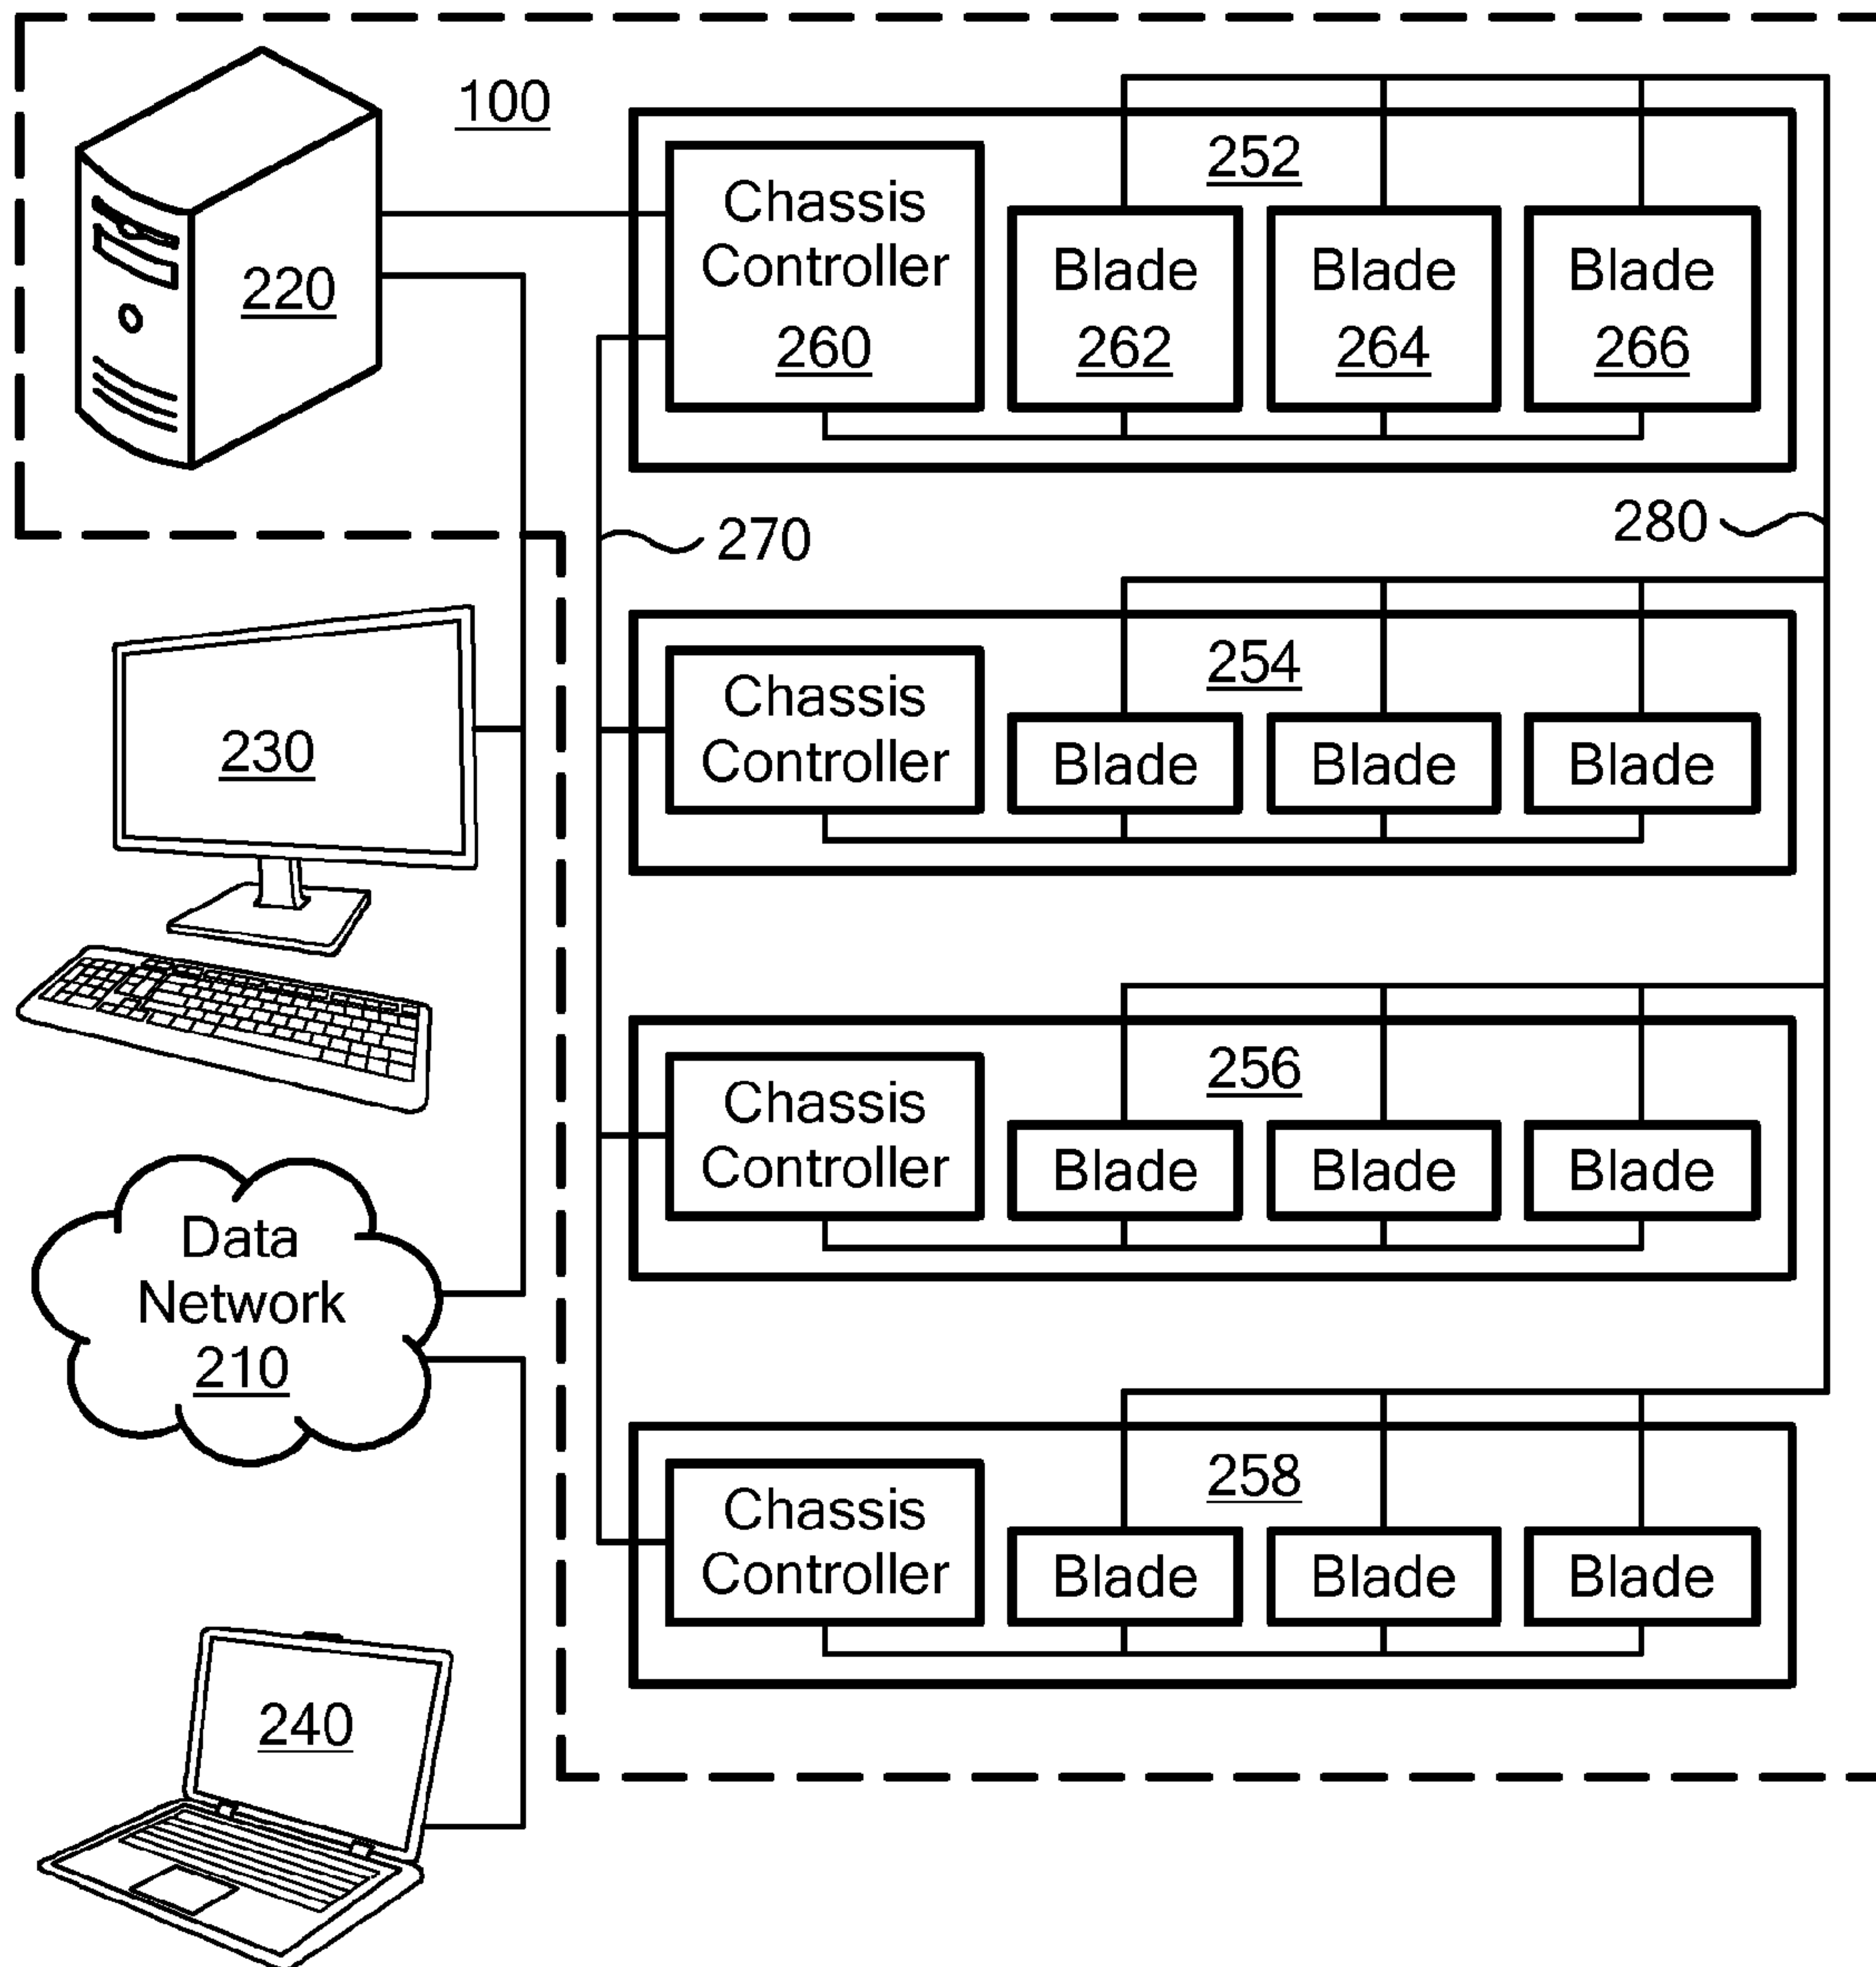 100
220
252
Chassis
Controller
260
Blade
262
Blade
264
Blade
266
270
280
230
254
Chassis
Controller
Blade
Blade
Blade
256
Chassis
Controller
Blade
Blade
Blade
Data
Network
210
258
Chassis
Controller
Blade
Blade
Blade
240